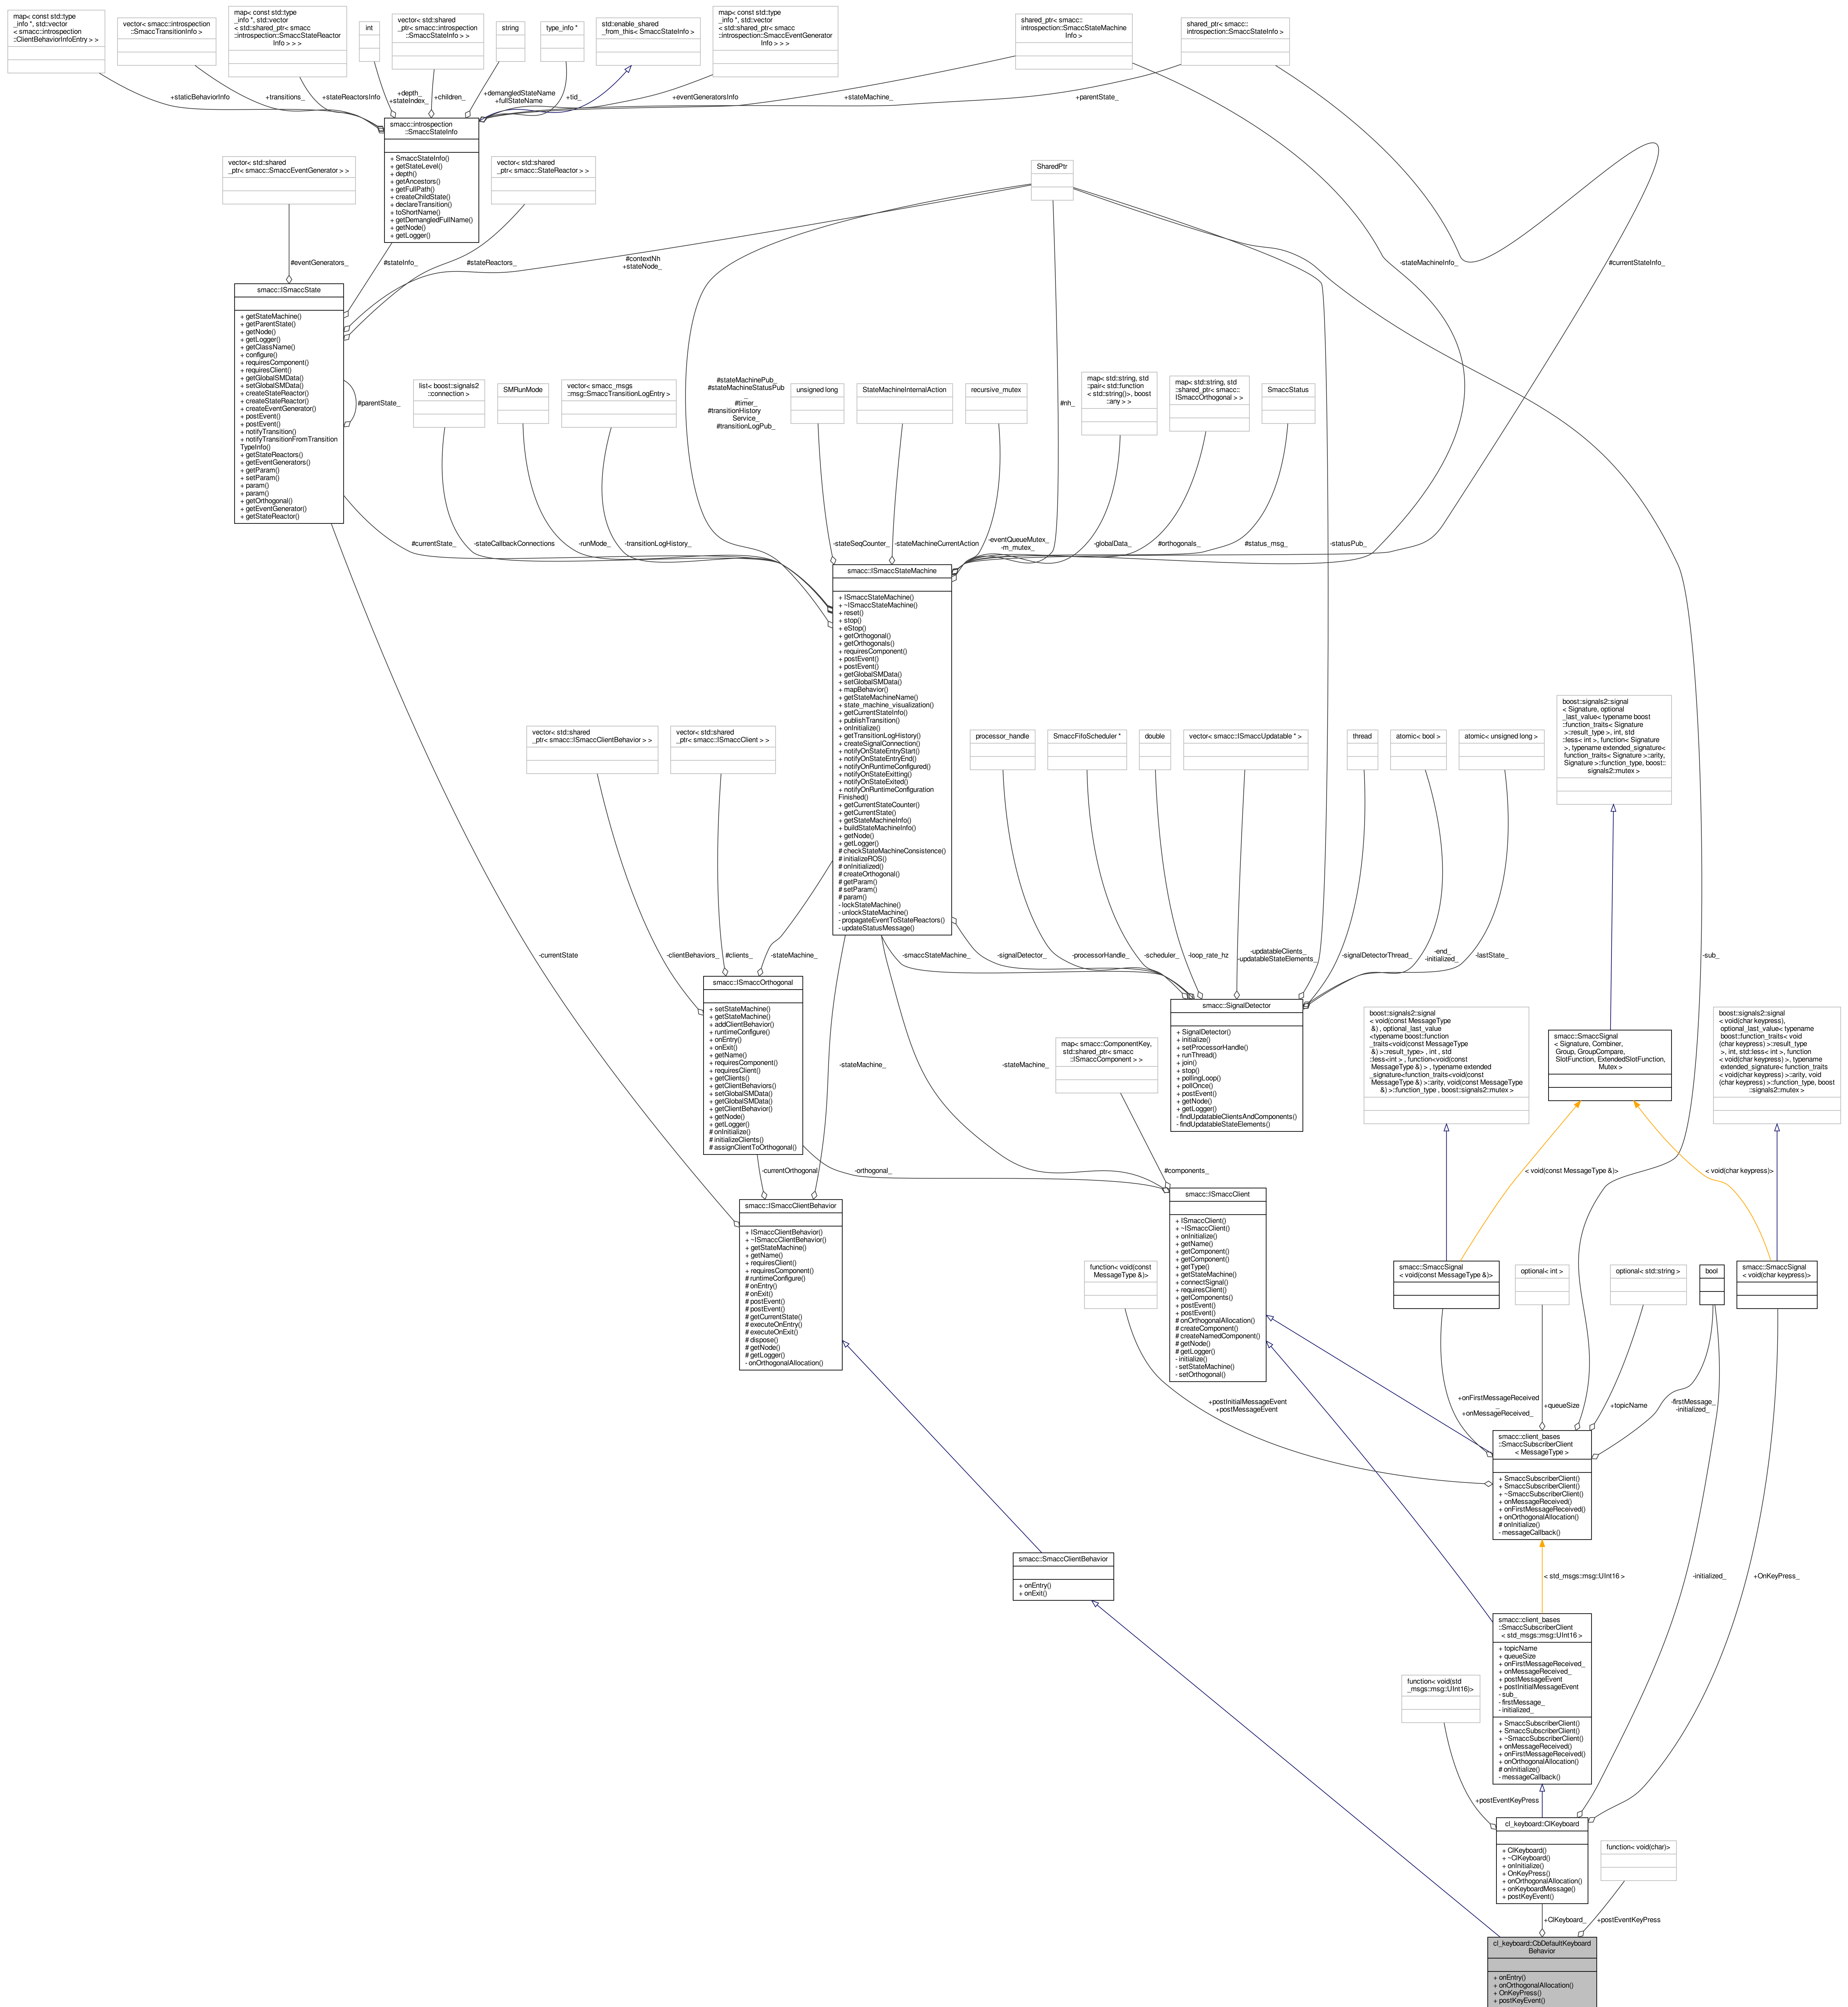 map< const std::type
_info *, std::vector
< smacc::introspection
::ClientBehaviorInfoEntry > >
vector< smacc::introspection
::SmaccTransitionInfo >
map< const std::type
_info *, std::vector
< std::shared_ptr< smacc
::introspection::SmaccStateReactor
Info > > >
int
vector< std::shared
_ptr< smacc::introspection
::SmaccStateInfo > >
string
type_info *
std::enable_shared
_from_this< SmaccStateInfo >
map< const std::type
_info *, std::vector
< std::shared_ptr< smacc
::introspection::SmaccEventGenerator
Info > > >
shared_ptr< smacc::
introspection::SmaccStateMachine
Info >
shared_ptr< smacc::
introspection::SmaccStateInfo >
+staticBehaviorInfo
+transitions_
+stateReactorsInfo
+depth_
+stateIndex_
+children_
+demangledStateName
+fullStateName
+tid_
+eventGeneratorsInfo
+stateMachine_
+parentState_
smacc::introspection
::SmaccStateInfo
+ SmaccStateInfo()
+ getStateLevel()
+ depth()
+ getAncestors()
+ getFullPath()
+ createChildState()
+ declareTransition()
+ toShortName()
+ getDemangledFullName()
+ getNode()
+ getLogger()
vector< std::shared
_ptr< smacc::SmaccEventGenerator > >
vector< std::shared
_ptr< smacc::StateReactor > >
SharedPtr
#eventGenerators_
#stateInfo_
#stateReactors_
#contextNh
+stateNode_
-stateMachineInfo_
#currentStateInfo_
smacc::ISmaccState
+ getStateMachine()
+ getParentState()
+ getNode()
+ getLogger()
+ getClassName()
+ configure()
+ requiresComponent()
+ requiresClient()
+ getGlobalSMData()
+ setGlobalSMData()
+ createStateReactor()
+ createStateReactor()
+ createEventGenerator()
+ postEvent()
+ postEvent()
+ notifyTransition()
+ notifyTransitionFromTransition
TypeInfo()
+ getStateReactors()
+ getEventGenerators()
+ getParam()
+ setParam()
+ param()
+ param()
+ getOrthogonal()
+ getEventGenerator()
+ getStateReactor()
#parentState_
list< boost::signals2
::connection >
SMRunMode
vector< smacc_msgs
::msg::SmaccTransitionLogEntry >
#stateMachinePub_
#stateMachineStatusPub
_
#timer_
#transitionHistory
Service_
#transitionLogPub_
unsigned long
StateMachineInternalAction
recursive_mutex
#nh_
map< std::string, std
::pair< std::function
< std::string()>, boost
::any > >
map< std::string, std
::shared_ptr< smacc::
ISmaccOrthogonal > >
SmaccStatus
#currentState_
-stateCallbackConnections
-runMode_
-transitionLogHistory_
-stateSeqCounter_
-stateMachineCurrentAction
-eventQueueMutex_
-m_mutex_
-globalData_
#orthogonals_
#status_msg_
-statusPub_
smacc::ISmaccStateMachine
+ ISmaccStateMachine()
+ ~ISmaccStateMachine()
+ reset()
+ stop()
+ eStop()
+ getOrthogonal()
+ getOrthogonals()
+ requiresComponent()
+ postEvent()
+ postEvent()
+ getGlobalSMData()
+ setGlobalSMData()
+ mapBehavior()
+ getStateMachineName()
+ state_machine_visualization()
+ getCurrentStateInfo()
+ publishTransition()
+ onInitialize()
+ getTransitionLogHistory()
+ createSignalConnection()
+ notifyOnStateEntryStart()
+ notifyOnStateEntryEnd()
+ notifyOnRuntimeConfigured()
+ notifyOnStateExitting()
+ notifyOnStateExited()
+ notifyOnRuntimeConfiguration
Finished()
+ getCurrentStateCounter()
+ getCurrentState()
+ getStateMachineInfo()
+ buildStateMachineInfo()
+ getNode()
+ getLogger()
# checkStateMachineConsistence()
# initializeROS()
# onInitialized()
# createOrthogonal()
# getParam()
# setParam()
# param()
- lockStateMachine()
- unlockStateMachine()
- propagateEventToStateReactors()
- updateStatusMessage()
boost::signals2::signal
< Signature, optional
_last_value< typename boost
::function_traits< Signature
>::result_type >, int, std
::less< int >, function< Signature
>, typename extended_signature<
function_traits< Signature >::arity,
Signature >::function_type, boost::
signals2::mutex >
vector< std::shared
_ptr< smacc::ISmaccClientBehavior > >
vector< std::shared
_ptr< smacc::ISmaccClient > >
processor_handle
SmaccFifoScheduler *
double
vector< smacc::ISmaccUpdatable * >
thread
atomic< bool >
atomic< unsigned long >
-currentState
-clientBehaviors_
#clients_
-stateMachine_
-smaccStateMachine_
-signalDetector_
-processorHandle_
-scheduler_
-loop_rate_hz
-updatableClients_
-updatableStateElements_
-signalDetectorThread_
-end_
-initialized_
-lastState_
-sub_
smacc::ISmaccOrthogonal
+ setStateMachine()
+ getStateMachine()
+ addClientBehavior()
+ runtimeConfigure()
+ onEntry()
+ onExit()
+ getName()
+ requiresComponent()
+ requiresClient()
+ getClients()
+ getClientBehaviors()
+ setGlobalSMData()
+ getGlobalSMData()
+ getClientBehavior()
+ getNode()
+ getLogger()
# onInitialize()
# initializeClients()
# assignClientToOrthogonal()
smacc::SignalDetector
+ SignalDetector()
+ initialize()
+ setProcessorHandle()
+ runThread()
+ join()
+ stop()
+ pollingLoop()
+ pollOnce()
+ postEvent()
+ getNode()
+ getLogger()
- findUpdatableClientsAndComponents()
- findUpdatableStateElements()
boost::signals2::signal
< void(const MessageType
&) , optional_last_value
<typename boost::function
_traits<void(const MessageType
&) >::result_type> , int , std
::less<int > , function<void(const
MessageType &) > , typename extended
_signature<function_traits<void(const
MessageType &) >::arity, void(const MessageType
&) >::function_type , boost::signals2::mutex >
smacc::SmaccSignal
< Signature, Combiner,
Group, GroupCompare,
SlotFunction, ExtendedSlotFunction,
Mutex >
boost::signals2::signal
< void(char keypress),
optional_last_value< typename
boost::function_traits< void
(char keypress) >::result_type
>, int, std::less< int >, function
< void(char keypress) >, typename
extended_signature< function_traits
< void(char keypress) >::arity, void
(char keypress) >::function_type, boost
::signals2::mutex >
map< smacc::ComponentKey,
std::shared_ptr< smacc
::ISmaccComponent > >
-stateMachine_
-stateMachine_
-currentOrthogonal
-orthogonal_
#components_
< void(const MessageType &)>
< void(char keypress)>
smacc::ISmaccClientBehavior
+ ISmaccClientBehavior()
+ ~ISmaccClientBehavior()
+ getStateMachine()
+ getName()
+ requiresClient()
+ requiresComponent()
# runtimeConfigure()
# onEntry()
# onExit()
# postEvent()
# postEvent()
# getCurrentState()
# executeOnEntry()
# executeOnExit()
# dispose()
# getNode()
# getLogger()
- onOrthogonalAllocation()
smacc::ISmaccClient
+ ISmaccClient()
+ ~ISmaccClient()
+ onInitialize()
+ getName()
+ getComponent()
+ getComponent()
+ getType()
+ getStateMachine()
+ connectSignal()
+ requiresClient()
+ getComponents()
+ postEvent()
+ postEvent()
# onOrthogonalAllocation()
# createComponent()
# createNamedComponent()
# getNode()
# getLogger()
- initialize()
- setStateMachine()
- setOrthogonal()
function< void(const
MessageType &)>
smacc::SmaccSignal
< void(const MessageType &)>
optional< int >
optional< std::string >
bool
smacc::SmaccSignal
< void(char keypress)>
+postInitialMessageEvent
+postMessageEvent
+onFirstMessageReceived
_
+onMessageReceived_
+queueSize
+topicName
-firstMessage_
-initialized_
smacc::client_bases
::SmaccSubscriberClient
< MessageType >
+ SmaccSubscriberClient()
+ SmaccSubscriberClient()
+ ~SmaccSubscriberClient()
+ onMessageReceived()
+ onFirstMessageReceived()
+ onOrthogonalAllocation()
# onInitialize()
- messageCallback()
smacc::SmaccClientBehavior
+ onEntry()
+ onExit()
< std_msgs::msg::UInt16 >
-initialized_
+OnKeyPress_
smacc::client_bases
::SmaccSubscriberClient
< std_msgs::msg::UInt16 >
+ topicName
+ queueSize
+ onFirstMessageReceived_
+ onMessageReceived_
+ postMessageEvent
+ postInitialMessageEvent
- sub_
- firstMessage_
- initialized_
+ SmaccSubscriberClient()
+ SmaccSubscriberClient()
+ ~SmaccSubscriberClient()
+ onMessageReceived()
+ onFirstMessageReceived()
+ onOrthogonalAllocation()
# onInitialize()
- messageCallback()
function< void(std
_msgs::msg::UInt16)>
+postEventKeyPress
cl_keyboard::ClKeyboard
+ ClKeyboard()
+ ~ClKeyboard()
+ onInitialize()
+ OnKeyPress()
+ onOrthogonalAllocation()
+ onKeyboardMessage()
+ postKeyEvent()
function< void(char)>
+ClKeyboard_
+postEventKeyPress
cl_keyboard::CbDefaultKeyboard
Behavior
+ onEntry()
+ onOrthogonalAllocation()
+ OnKeyPress()
+ postKeyEvent()